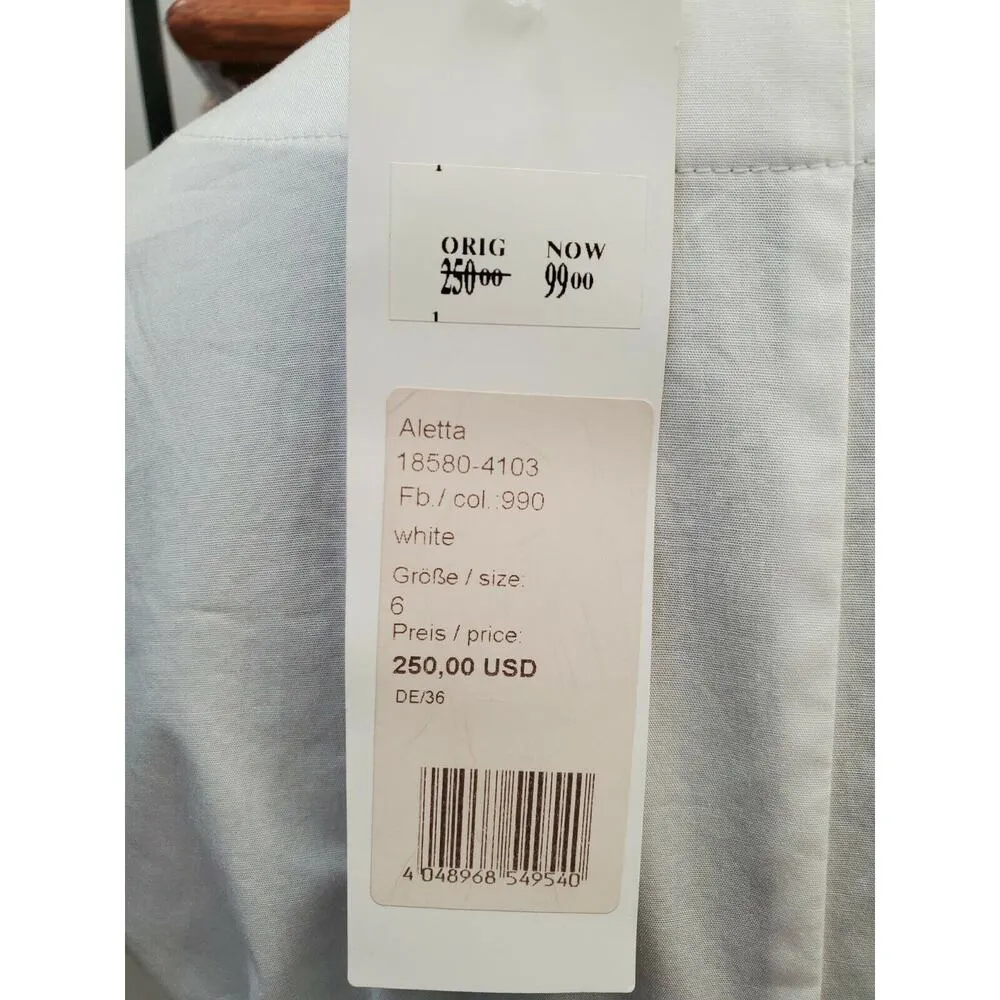 ORIG NOW
250 00 99 00
Aletta
18580-4103
Fb./ col.:990
white
Größe / size:
6
Preis / price:
250,00 USD
DE/36
4 048968 549540